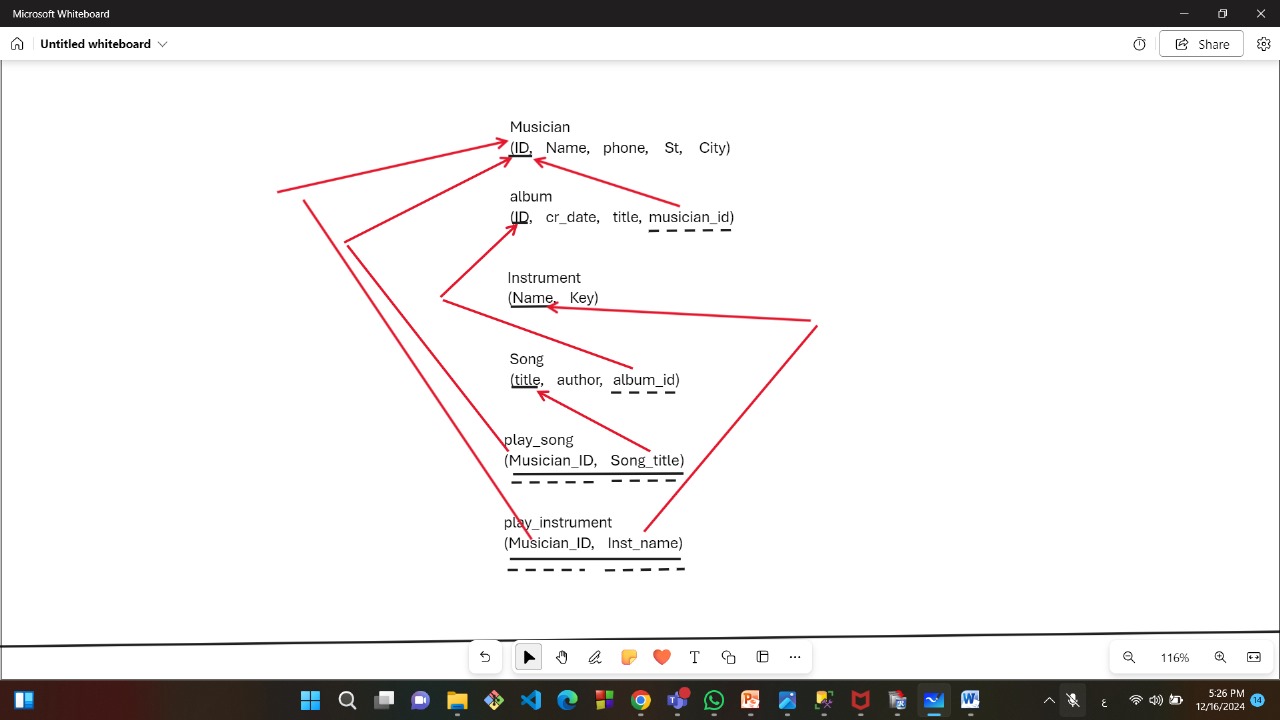 Microsoft Whiteboard
Untitled whiteboard
Share
Musician
(ID, Name, phone, St, City)
album
(ID, cr_date, title, musician_id)
Instrument
(Name, Key)
Song
(title, author, album_id)
play_song
(Musician_ID, Song_title)
play_instrument
(Musician_ID, Inst_name)
116%
ع
5:26 PM
12/16/2024
14